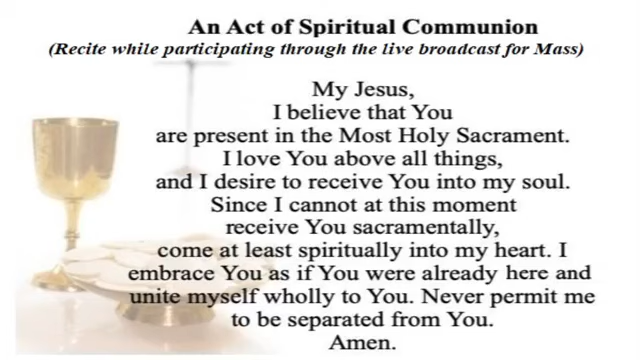 An Act of Spiritual Communion
(Recite while participating through the live broadcast for Mass)
My Jesus,
I believe that You
are present in the Most Holy Sacrament.
I love You above all things,
and I desire to receive You into my soul.
Since I cannot at this moment
receive You sacramentally,
come at least spiritually into my heart. I
embrace You as if You were already here and
unite myself wholly to You. Never permit me
to be separated from You.
Amen.